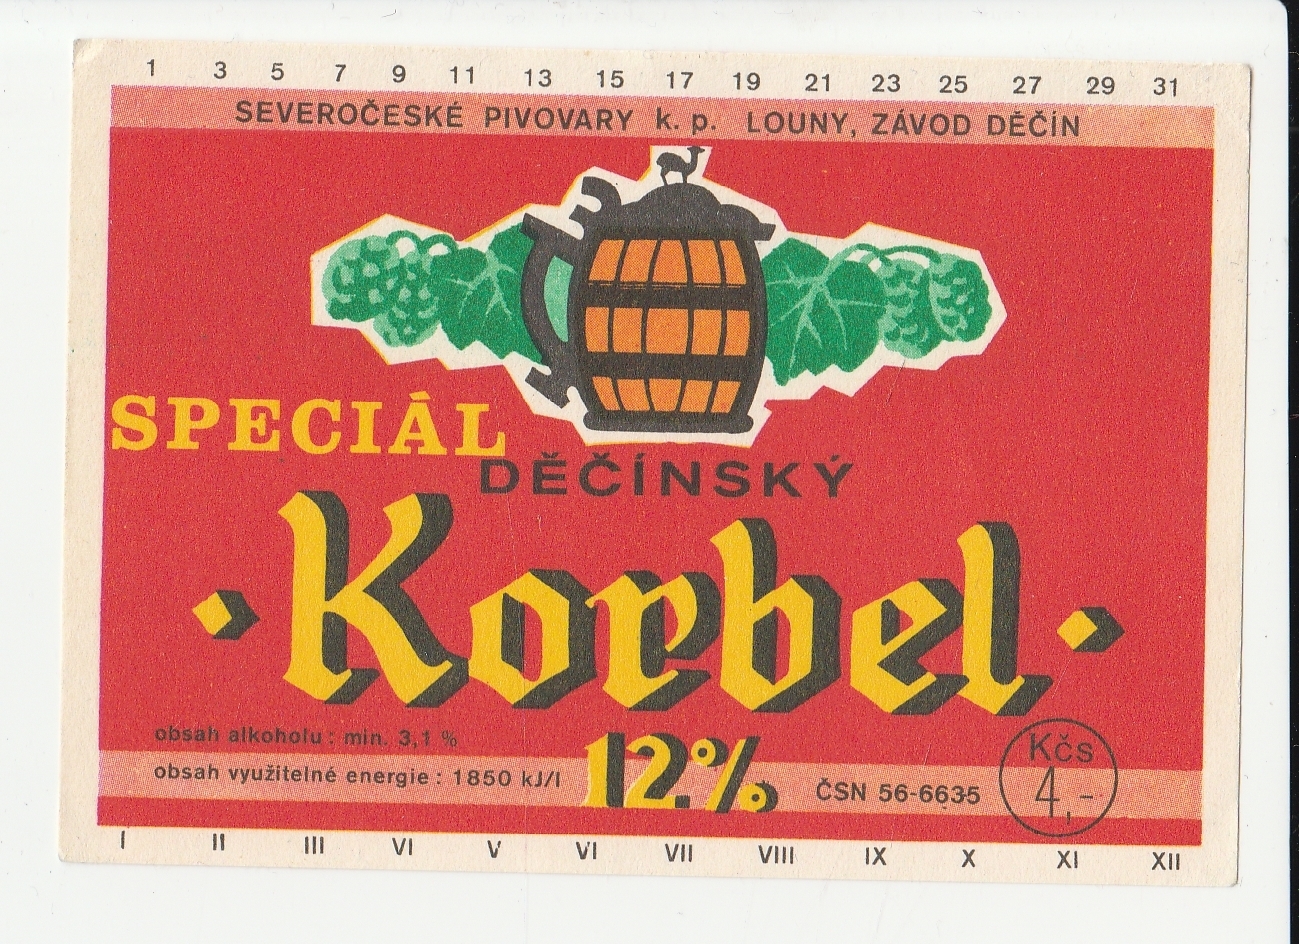 1 3 5 7 9 11 13 15 17 19 21 23 25 27 29 31
SEVEROČESKÉ PIVOVARY k. p. LOUNY, ZÁVOD DĚČÍN
SPECIÁL
DĚČÍNSKÝ
Korbel
obsah alkoholu : min. 3,1 %
12%
Kčs
4,-
obsah využitelné energie : 1850 kJ/l
ČSN 56-6635
I II III VI V VI VII VIII IX X XI XII